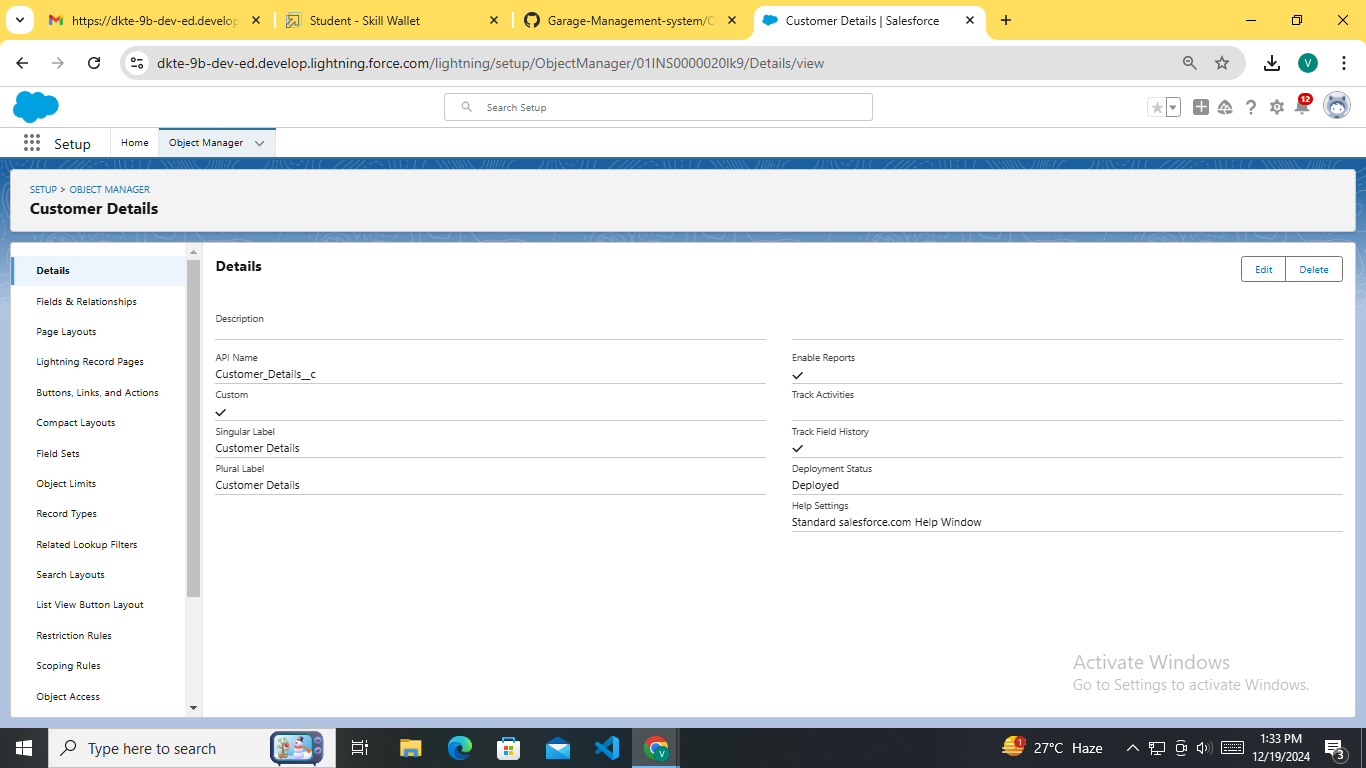 https://dkte-9b-dev-ed.develop
Student - Skill Wallet
Garage-Management-system/C
Customer Details | Salesforce
dkte-9b-dev-ed.develop.lightning.force.com/lightning/setup/ObjectManager/01INS0000020Ik9/Details/view
V
Search Setup
12
Setup
Home
Object Manager
SETUP > OBJECT MANAGER
Customer Details
Details
Fields & Relationships
Page Layouts
Lightning Record Pages
Buttons, Links, and Actions
Compact Layouts
Field Sets
Object Limits
Record Types
Related Lookup Filters
Search Layouts
List View Button Layout
Restriction Rules
Scoping Rules
Object Access
Details
Edit
Delete
Description
API Name
Customer_Details__c
Custom
Singular Label
Customer Details
Plural Label
Customer Details
Enable Reports
Track Activities
Track Field History
Deployment Status
Deployed
Help Settings
Standard salesforce.com Help Window
Activate Windows
Go to Settings to activate Windows.
Type here to search
V
1
27°C Haze
1:33 PM
12/19/2024
3